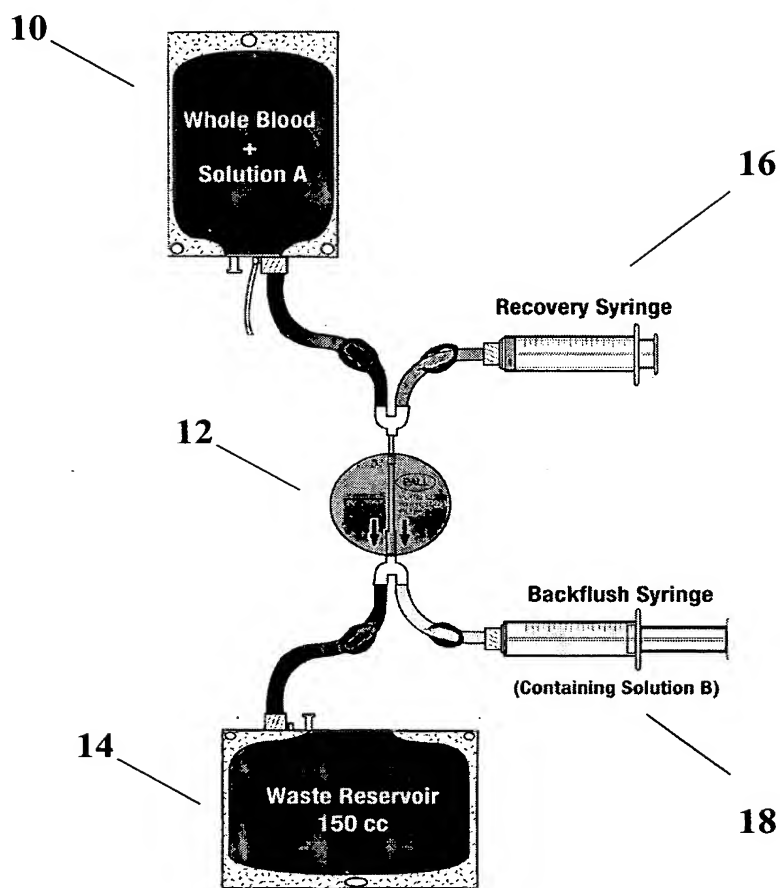 10
Whole Blood
+
Solution A
16
Recovery Syringe
12
PALL
Backflush Syringe
(Containing Solution B)
14
Waste Reservoir
150 cc
18